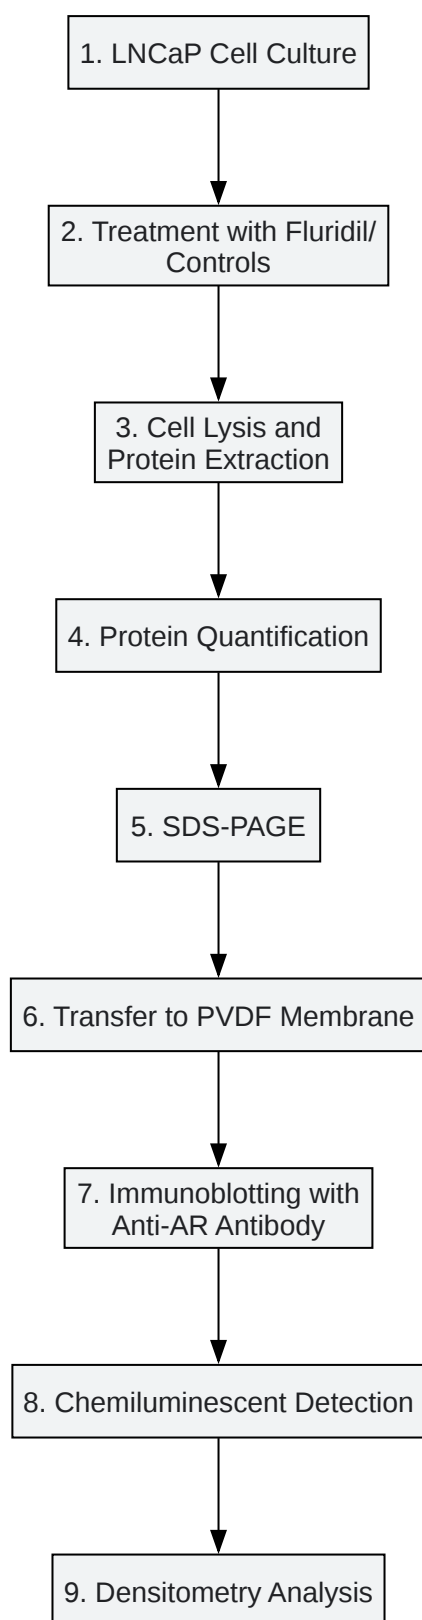 1. LNCaP Cell Culture
2. Treatment with Fluridil/
Controls
3. Cell Lysis and
Protein Extraction
4. Protein Quantification
5. SDS-PAGE
6. Transfer to PVDF Membrane
7. Immunoblotting with
Anti-AR Antibody
8. Chemiluminescent Detection
9. Densitometry Analysis